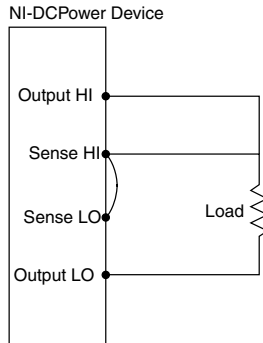 NI-DCPower Device
Output HI
Sense HI
Sense LO
Load
Output LO